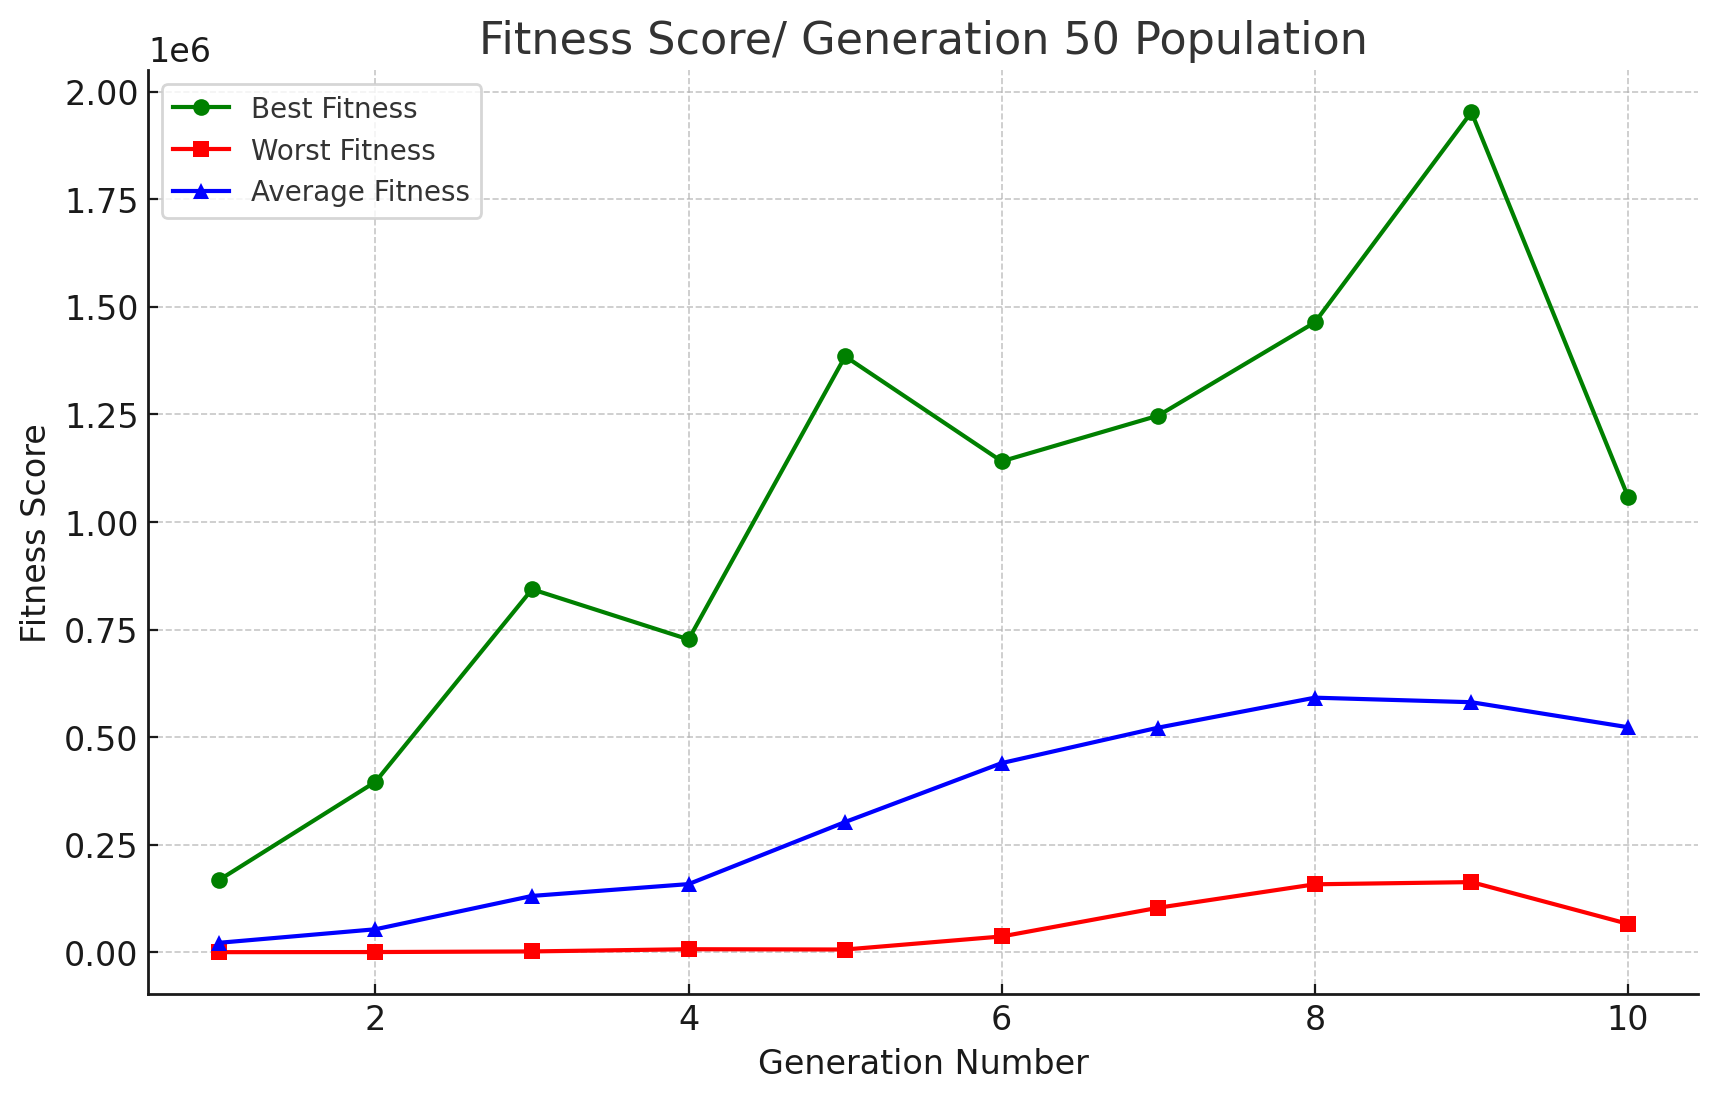 Fitness Score/ Generation 50 Population
1e6
2.00
1.75
1.50
1.25
1.00
0.75
0.50
0.25
0.00
Fitness Score
Best Fitness
Worst Fitness
Average Fitness
2 4 6 8 10
Generation Number